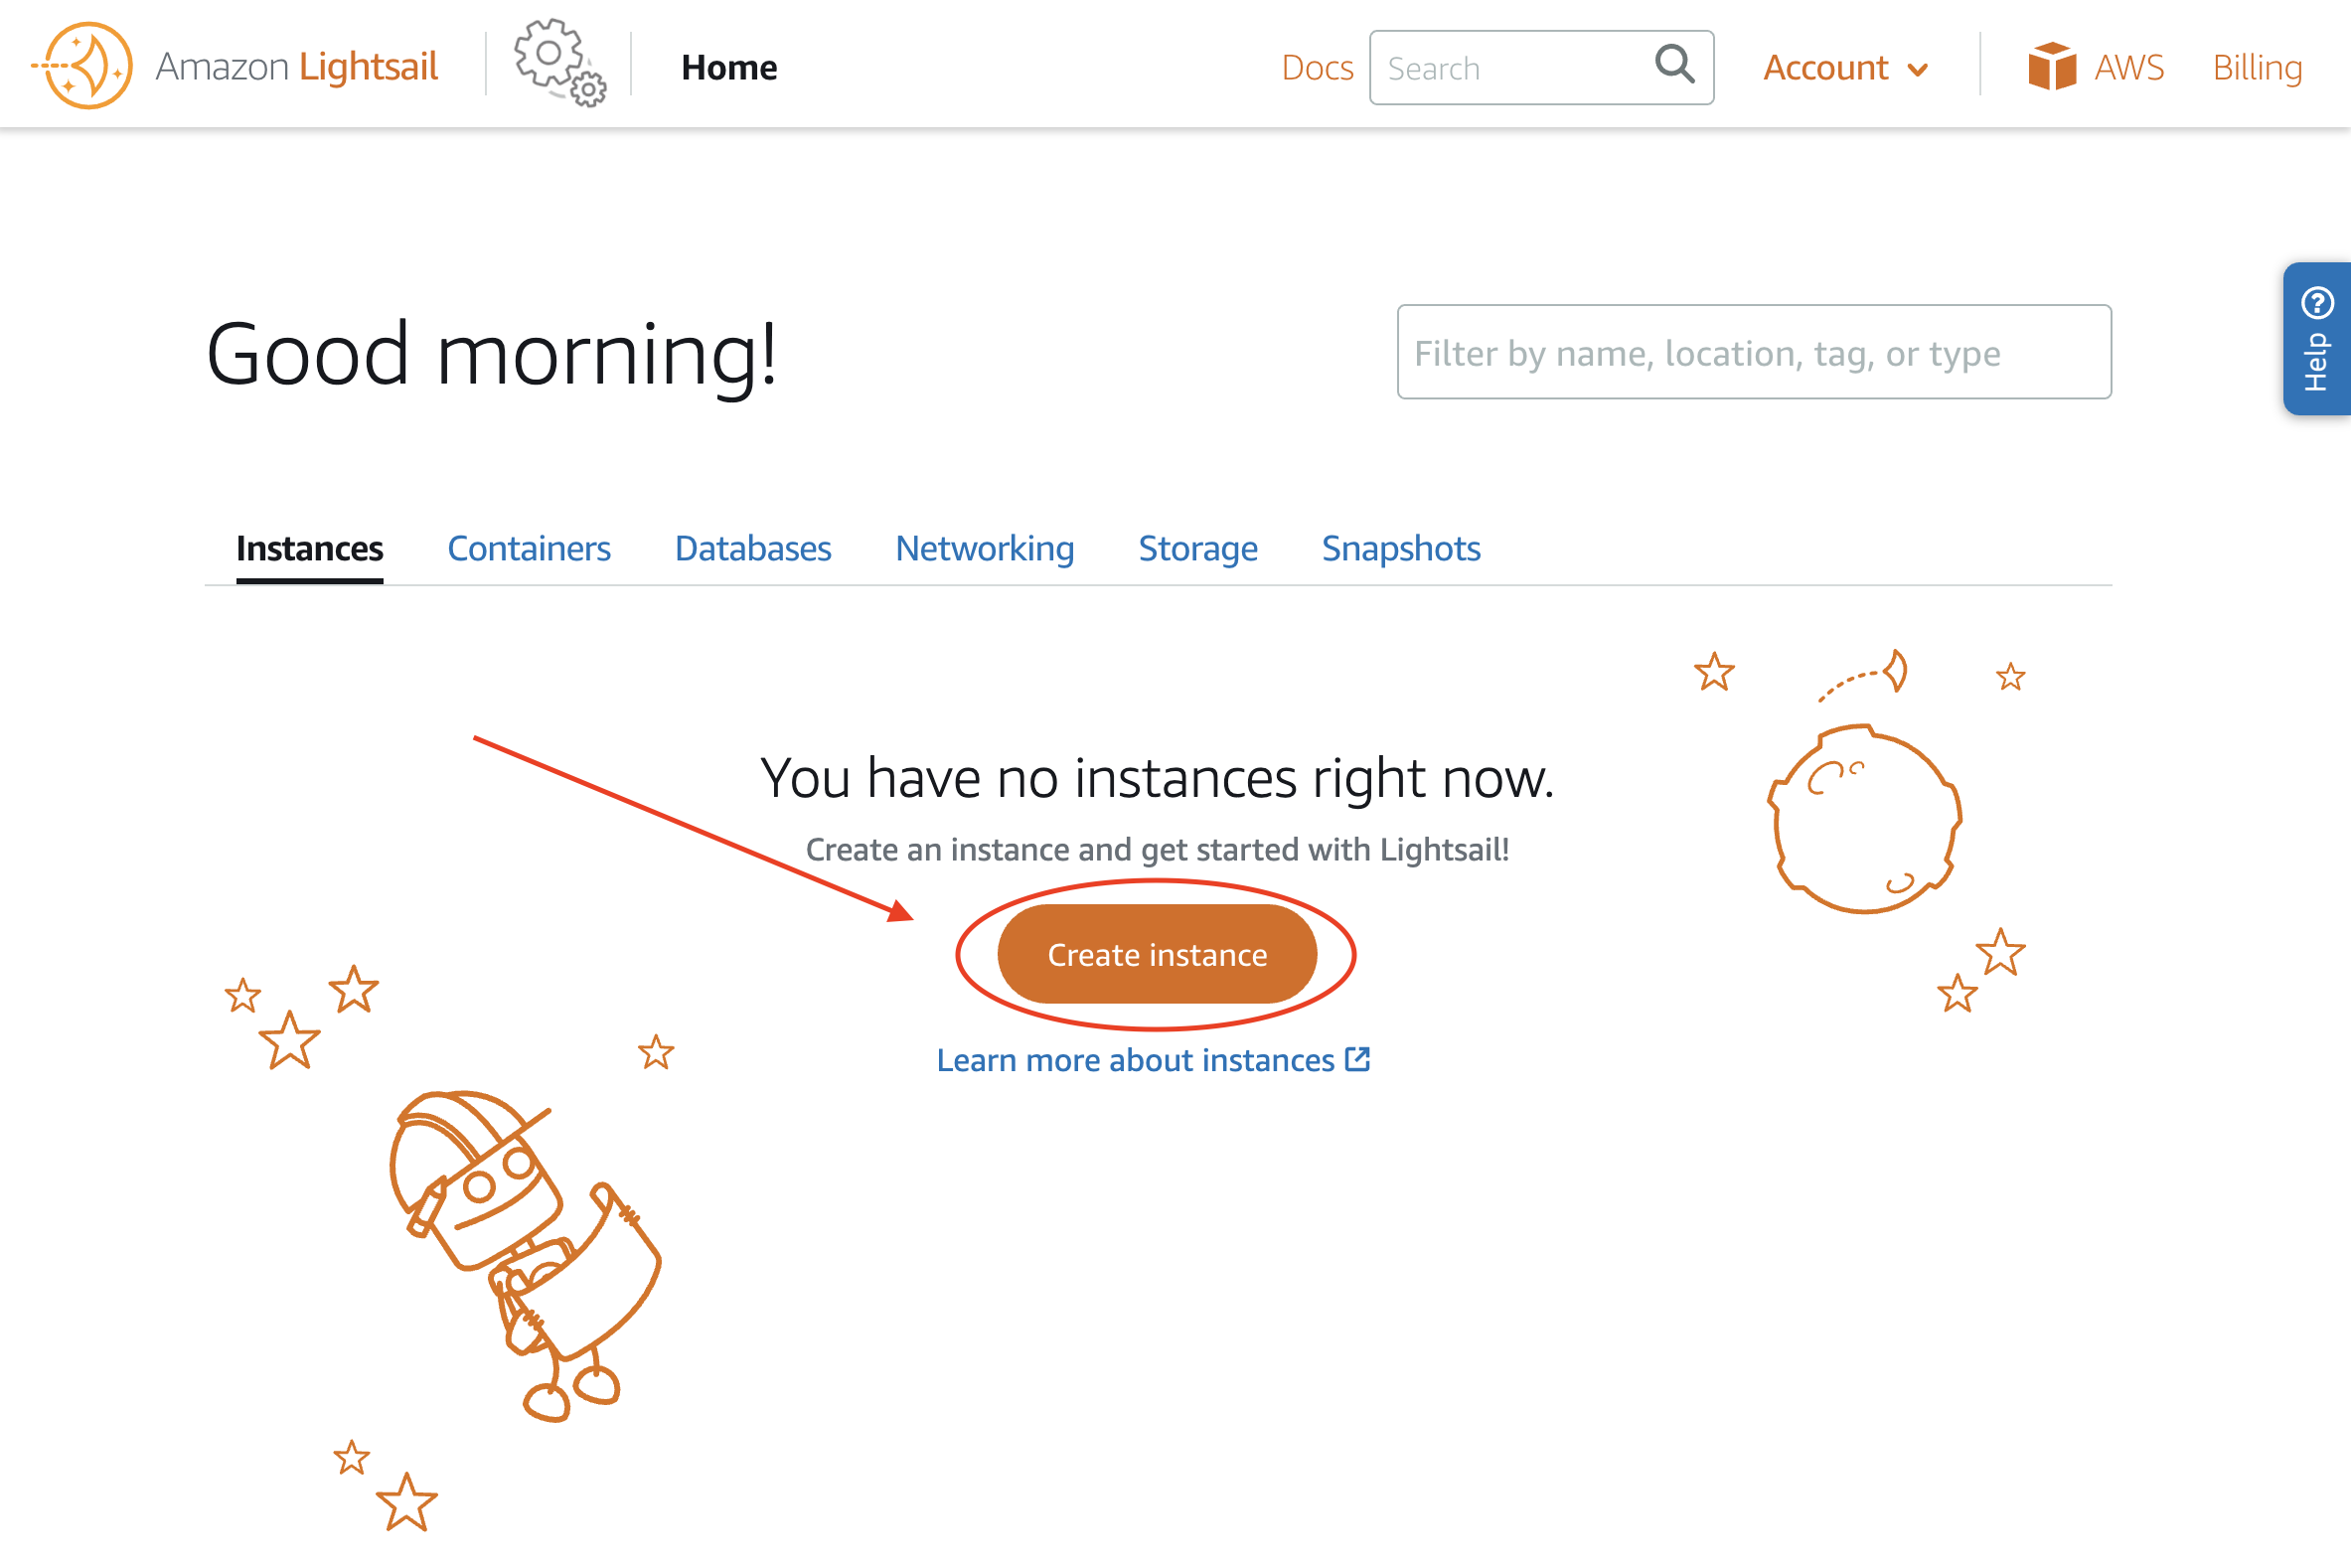 Amazon Lightsail
Home
Docs
Search
Account
AWS
Billing
Help
Good morning!
Filter by name, location, tag, or type
Instances Containers Databases Networking Storage Snapshots
You have no instances right now.
Create an instance and get started with Lightsail!
Create instance
Learn more about instances